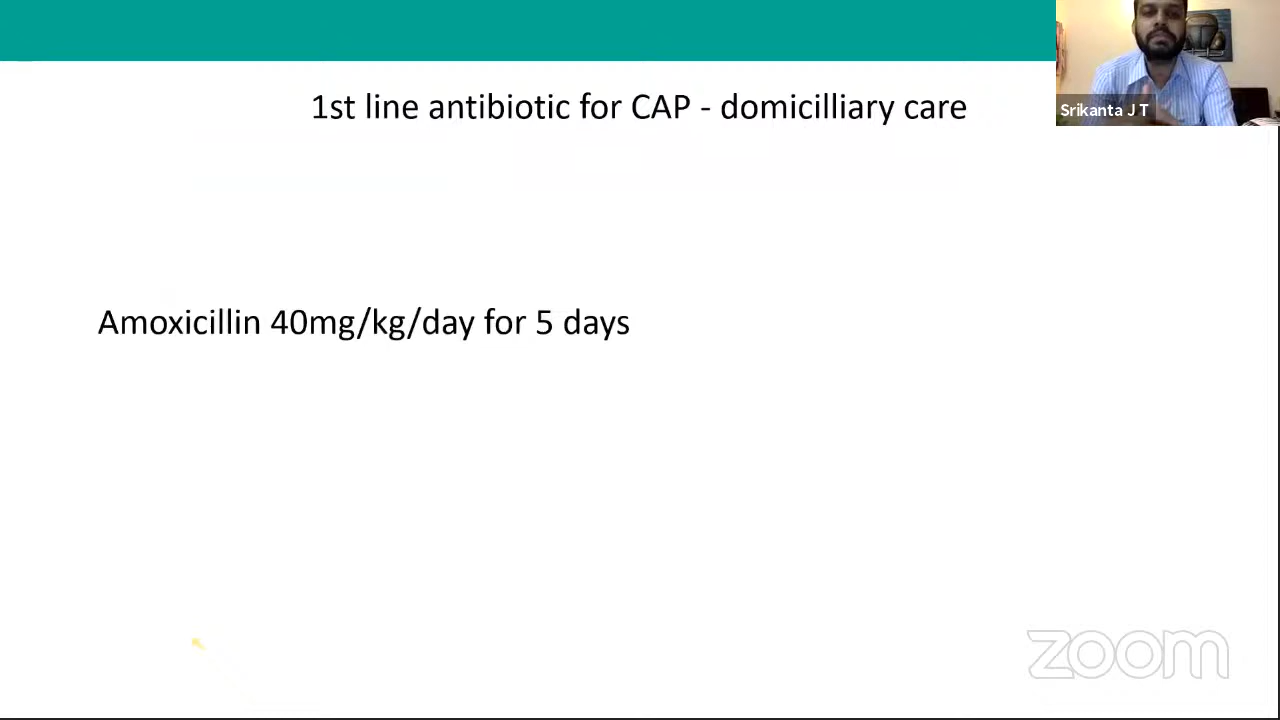 1st line antibiotic for CAP - domicilliary care
Srikanta J T
Amoxicillin 40mg/kg/day for 5 days
zoom